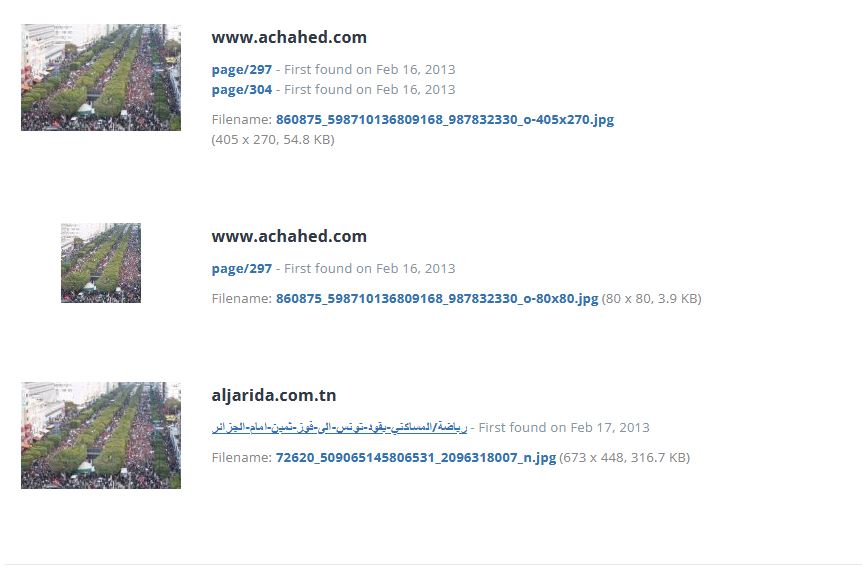 www.achahed.com
page/297 - First found on Feb 16, 2013
page/304 - First found on Feb 16, 2013
Filename: 860875_598710136809168_987832330_o-405x270.jpg
(405 x 270, 54.8 KB)
www.achahed.com
page/297 - First found on Feb 16, 2013
Filename: 860875_598710136809168_987832330_o-80x80.jpg (80 x 80, 3.9 KB)
aljarida.com.tn
رياضة/المساكني-يقود-تونس-الى-فوز-ثمين-امام-الجزائر - First found on Feb 17, 2013
Filename: 72620_509065145806531_2096318007_n.jpg (673 x 448, 316.7 KB)